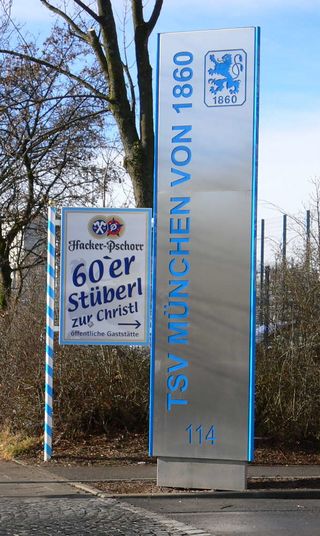 Hacker-Pschorr
60'er
Stüberl
zur Christl
öffentliche Gaststätte
1860
TSV MÜNCHEN VON 1860
114